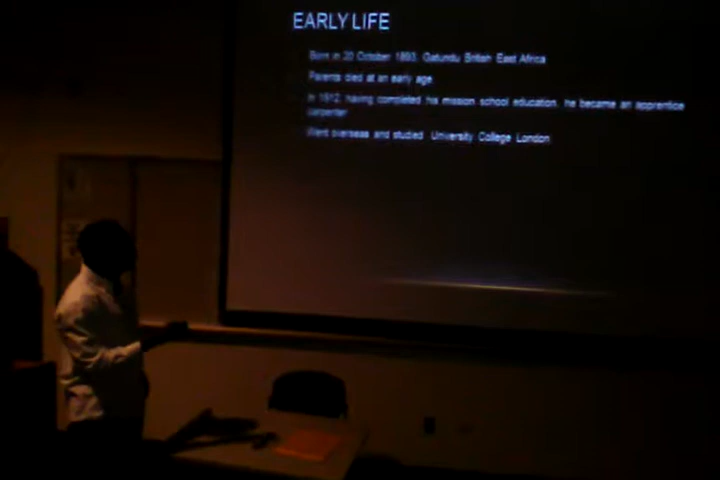 EARLY LIFE
Born in 20 October 1893. Gatundu British East Africa
Parents died at an early age
In 1912, having completed his mission school education, he became an apprentice
carpenter
Went overseas and studied University College London